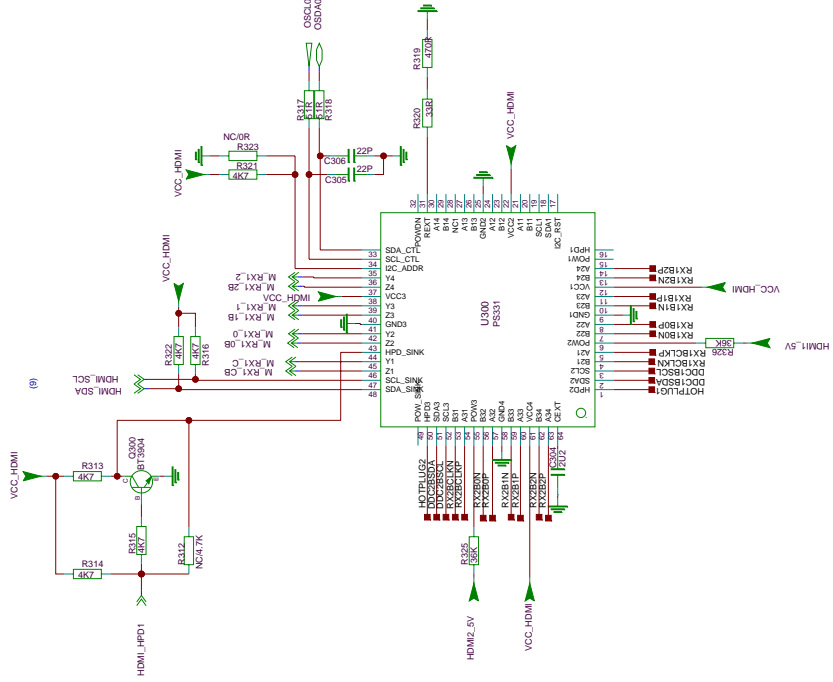 OSCL0
OSDA0
R319
470R
R317
51R
51R
R318
R320
33R
VCC_HDMI
NC/0R
R323
R321
4K7
VCC_HDMI
C306
22P
C305
22P
32
31
30
29
28
27
26
25
24
23
22
21
20
19
18
17
POWDN
REXT
A14
B14
NC1
A13
B13
GND2
A12
B12
VCC2
A11
B11
SCL1
SDA1
I2C_RST
33
34
35
36
37
38
39
40
41
42
43
44
45
46
47
48
SDA_CTL
SCL_CTL
I2C_ADDR
Y4
Z4
VCC3
Y3
Z3
GND3
Y2
Z2
HPD_SINK
Y1
Z1
SCL_SINK
SDA_SINK
U300
PS331
HPD1
POW1
A24
B24
VCC1
A23
B23
GND1
A22
B22
POW2
A21
B21
SCL2
SDA2
HPD2
16
15
14
13
12
11
10
9
8
7
6
5
4
3
2
1
VCC_HDMI
M_RX1_2
M_RX1_2B
VCC_HDMI
M_RX1_1
M_RX1_1B
M_RX1_0
M_RX1_0B
M_RX1_C
M_RX1_CB
R322
4K7
4K7
R316
HDMI_SCL
HDMI_SDA
(9)
RX1B2P
RX1B2N
VCC_HDMI
RX1B1P
RX1B1N
RX1B0P
RX1B0N
36K
R326
HDMI1_5V
RX1BCLKP
RX1BCLKN
DDC1BSCL
DDC1BSDA
HOTPLUG1
POW_SINK
HPD3
SDA3
SCL3
B31
A31
POW3
B32
A32
GND4
B33
A33
VCC4
B34
A34
CEXT
49
50
51
52
53
54
55
56
57
58
59
60
61
62
63
64
HOTPLUG2
DDC2BSDA
DDC2BSCL
RX2BCLKN
RX2BCLKP
RX2B0N
RX2B0P
RX2B1N
RX2B1P
RX2B2N
RX2B2P
C304
2U2
VCC_HDMI
R313
4K7
Q300
BT3904
C
B
E
R315
4K7
R312
NC/4.7K
R314
4K7
HDMI_HPD1
R325
36K
HDMI2_5V
VCC_HDMI